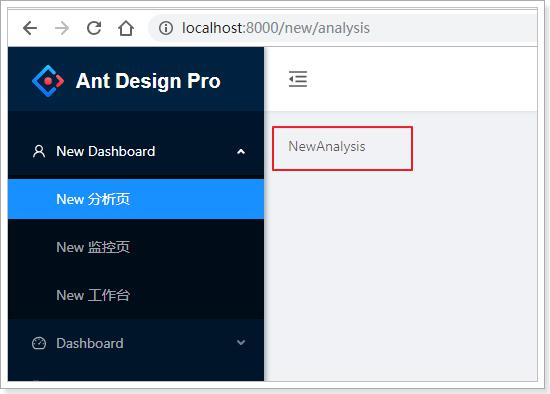 localhost:8000/new/analysis
Ant Design Pro
New Dashboard
NewAnalysis
New 分析页
New 监控页
New 工作台
Dashboard